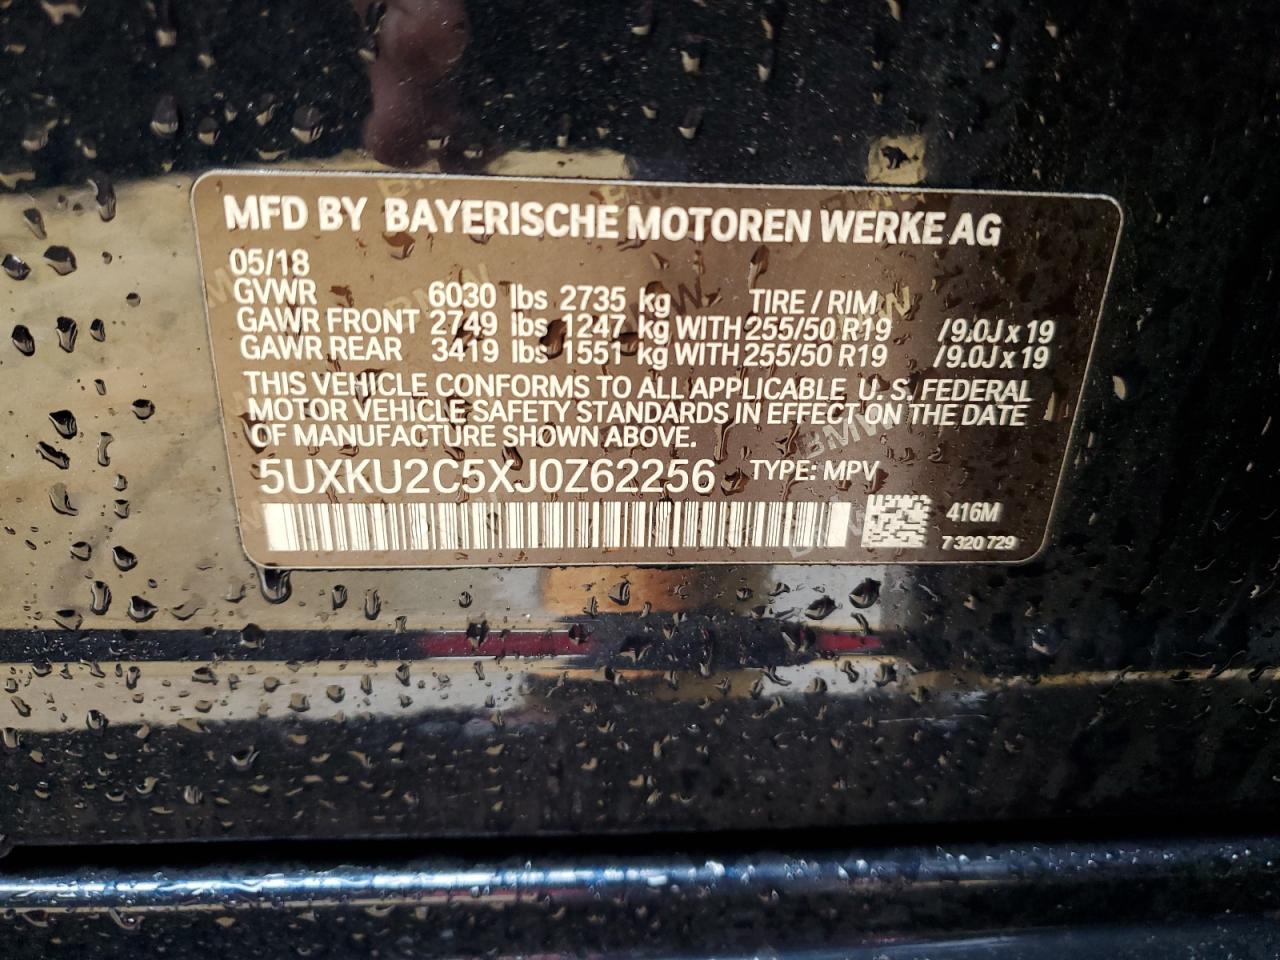 MFD BY BAYERISCHE MOTOREN WERKE AG
05/18
GVWR 6030 lbs 2735 kg TIRE / RIM
GAWR FRONT 2749 lbs 1247 kg WITH 255/50 R19 /9.0J x 19
GAWR REAR 3419 lbs 1551 kg WITH 255/50 R19 /9.0J x 19
THIS VEHICLE CONFORMS TO ALL APPLICABLE U. S. FEDERAL
MOTOR VEHICLE SAFETY STANDARDS IN EFFECT ON THE DATE
OF MANUFACTURE SHOWN ABOVE.
5UXKU2C5XJ0Z62256 TYPE: MPV
416M
7 320 729